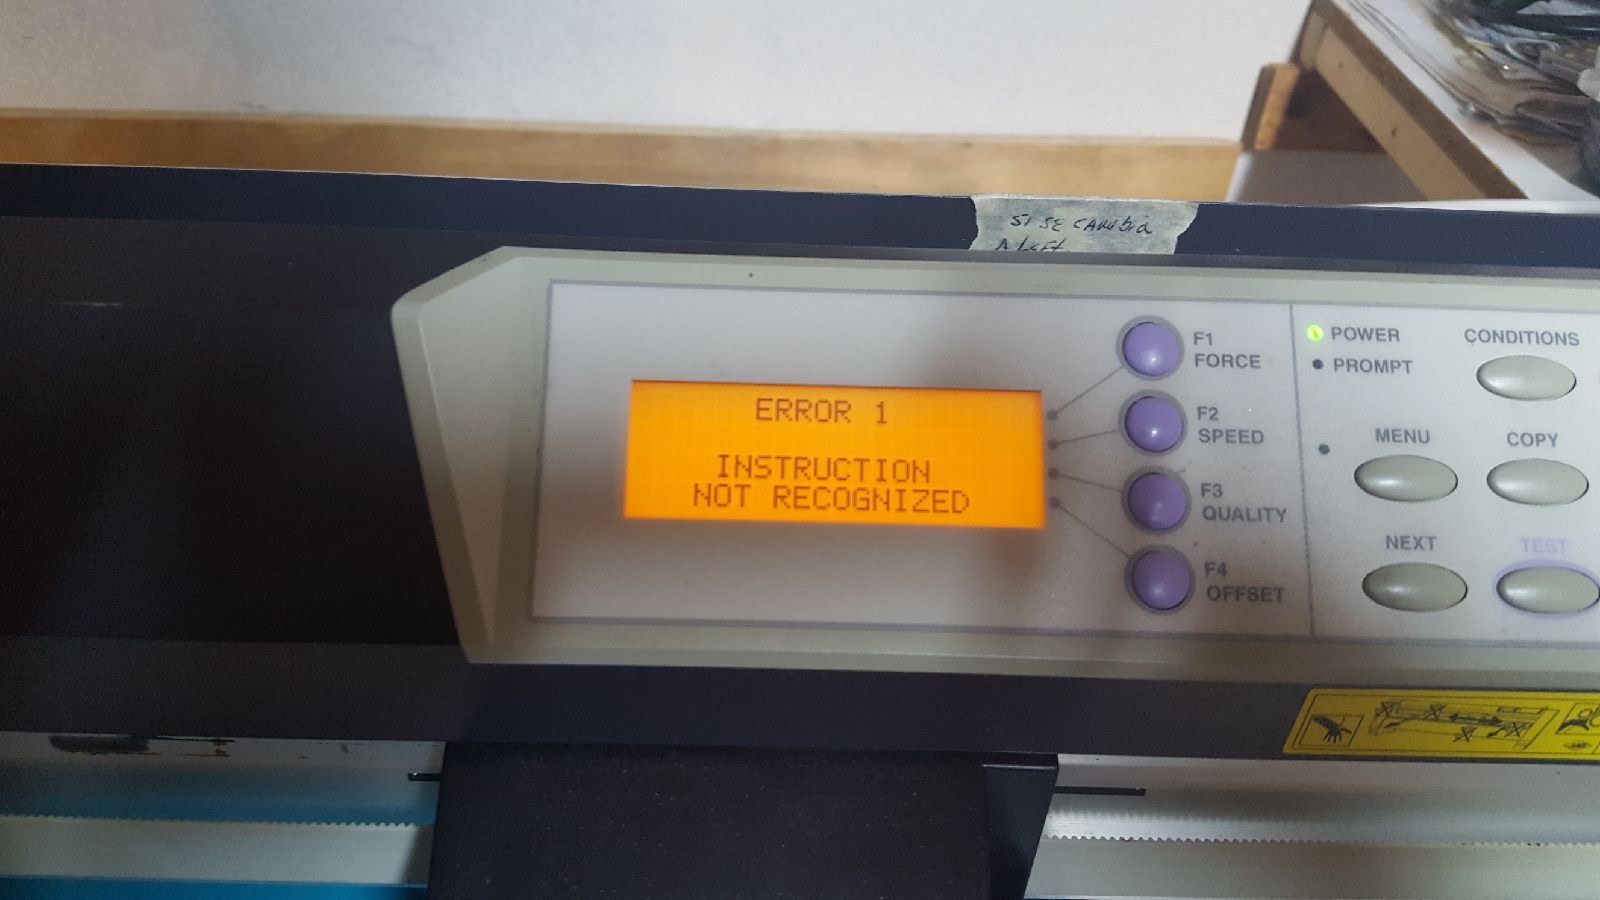 SI SE CAMBIA
A LEFT
ERROR 1
INSTRUCTION
NOT RECOGNIZED
F1
FORCE
F2
SPEED
F3
QUALITY
F4
OFFSET
POWER
PROMPT
CONDITIONS
MENU
COPY
NEXT
TEST